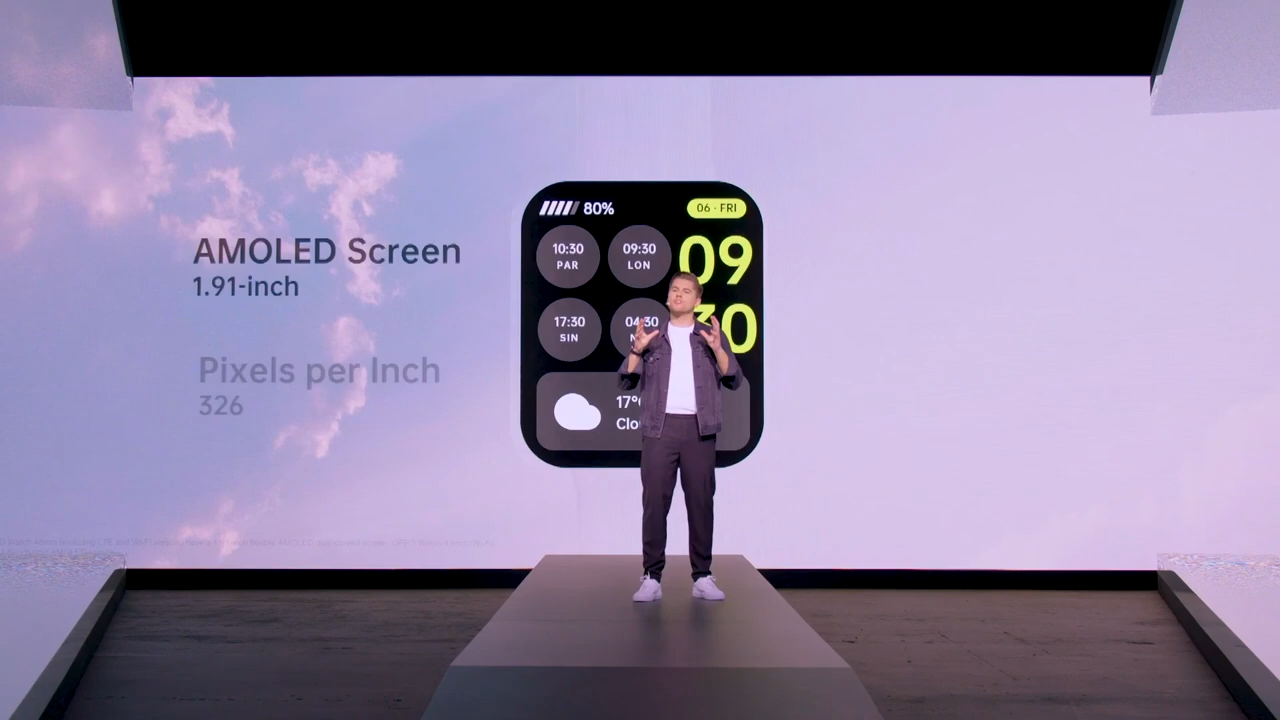 80%
06 · FRI
10:30
PAR
09:30
LON
09
17:30
SIN
04:30
30
17°
Clo
AMOLED Screen
1.91-inch
Pixels per Inch
326